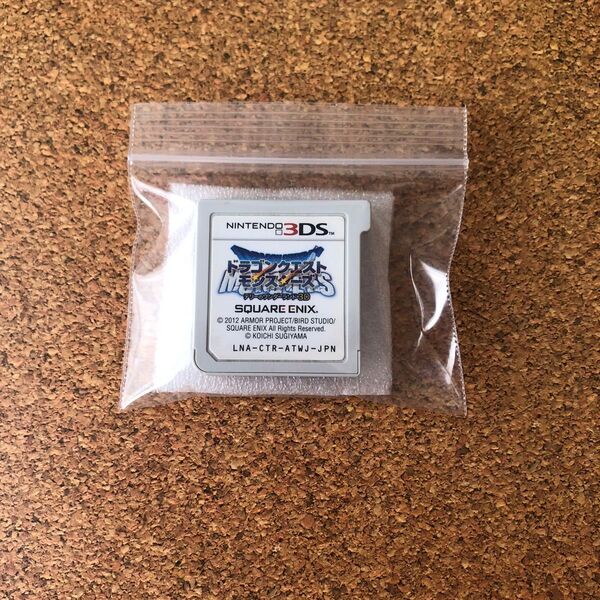 NINTENDO 3DS™
ドラゴンクエスト
MONSTERS
モンスターズ
テリーのワンダーランド3D
SQUARE ENIX.
© 2012 ARMOR PROJECT/BIRD STUDIO/
SQUARE ENIX All Rights Reserved.
© KOICHI SUGIYAMA
LNA-CTR-ATWJ-JPN